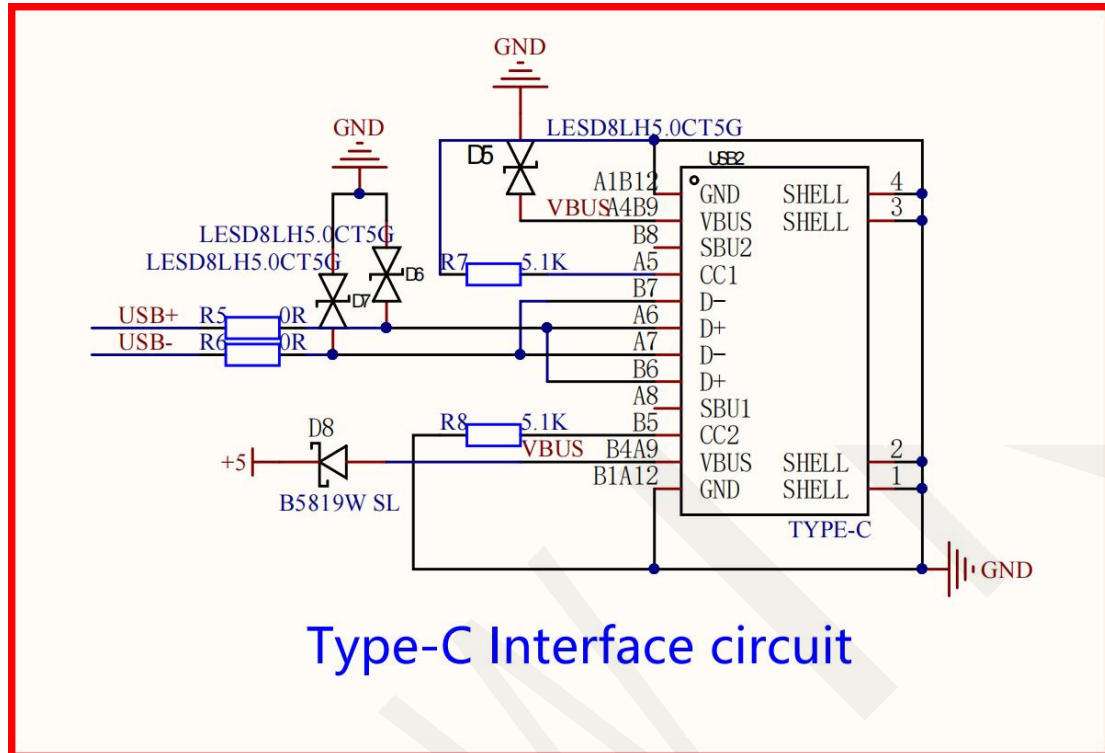 GND
GND
LESD8LH5.0CT5G
D5
USB2
A1B12 GND SHELL 4
VBUS A4B9 VBUS SHELL 3
LESD8LH5.0CT5G
B8 SBU2
LESD8LH5.0CT5G
D6
R7 5.1K A5 CC1
D7
B7 D-
USB+ R5 0R A6 D+
USB- R6 0R A7 D-
B6 D+
A8 SBU1
R8 5.1K B5 CC2
D8
+5
VBUS B4A9 VBUS SHELL 2
B1A12 GND SHELL 1
B5819W SL
TYPE-C
GND
Type-C Interface circuit